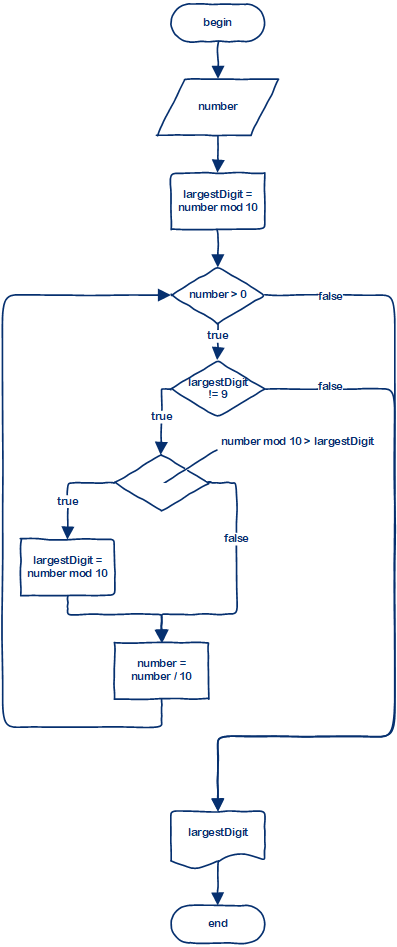 begin
number
largestDigit =
number mod 10
number > 0
false
true
largestDigit
!= 9
false
true
number mod 10 > largestDigit
true
false
largestDigit =
number mod 10
number =
number / 10
largestDigit
end